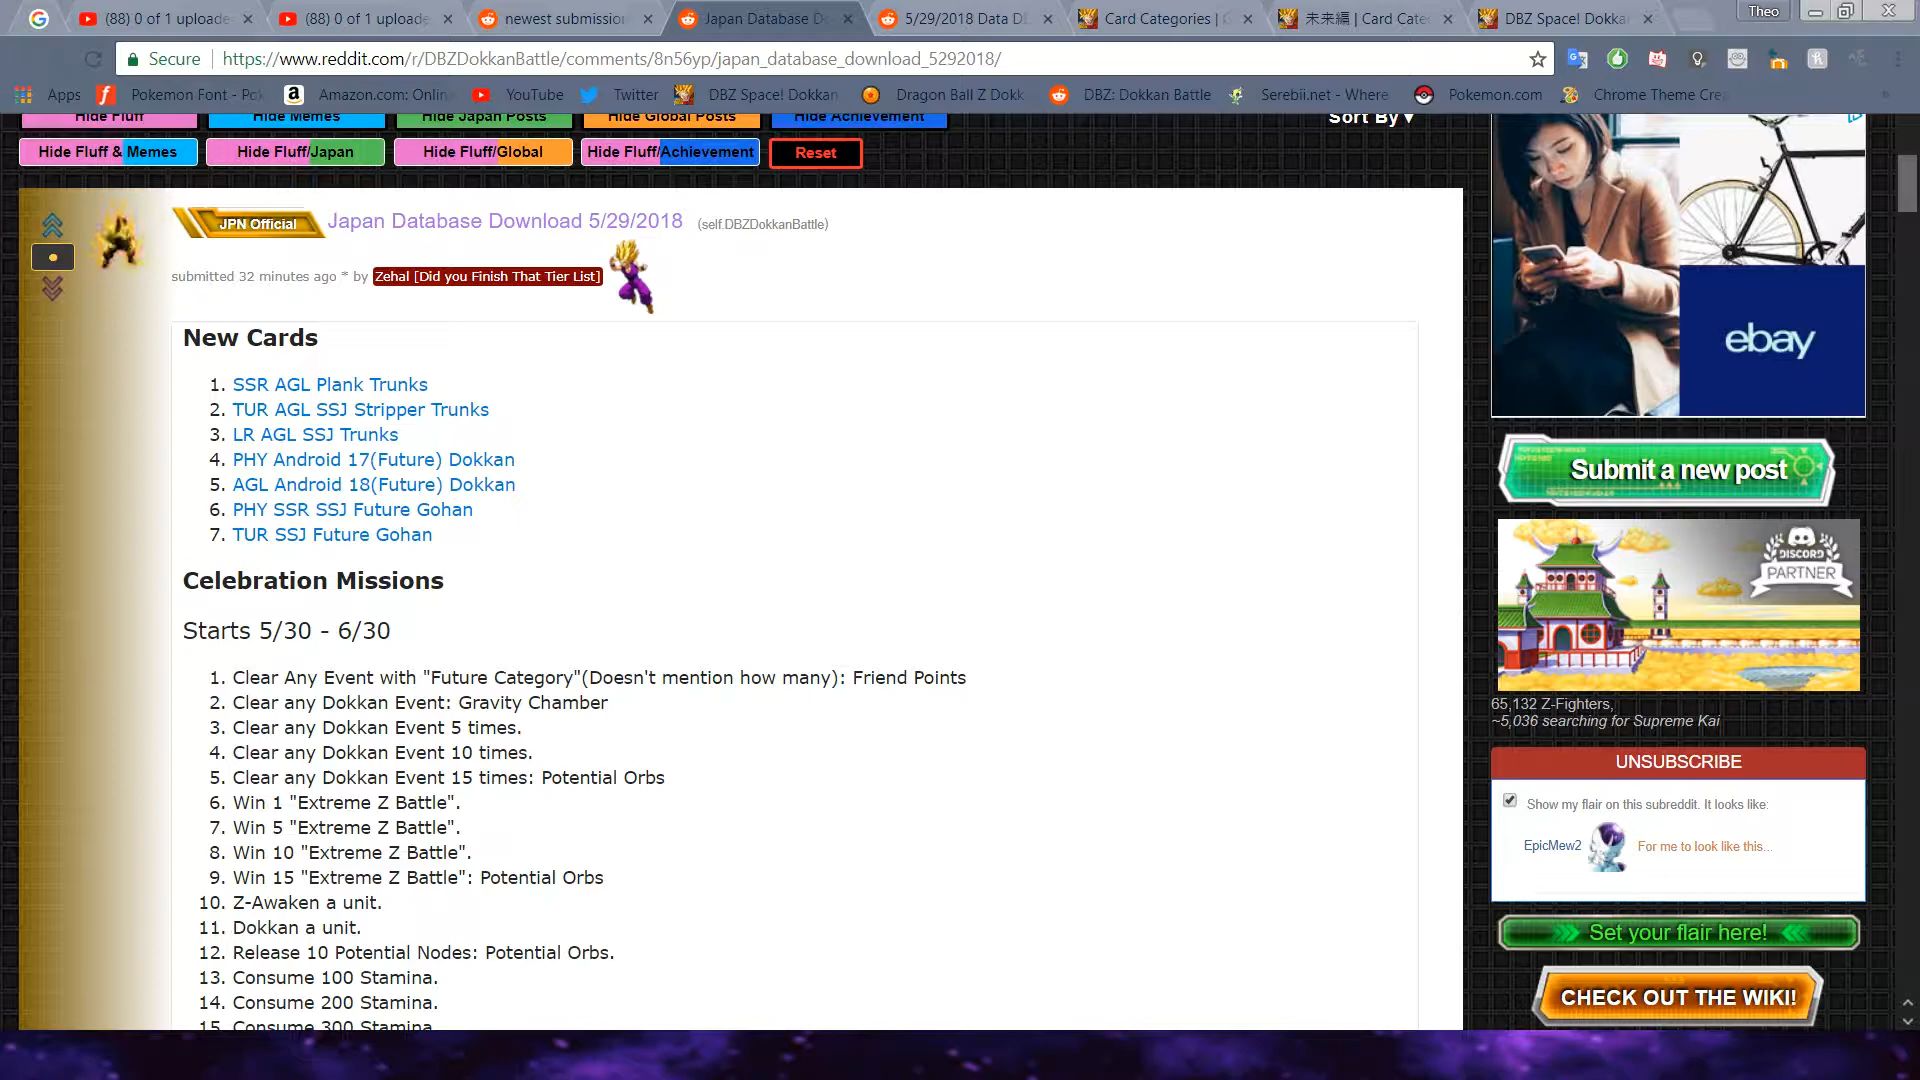 (88) 0 of 1 uploade
(88) 0 of 1 uploade
newest submission
Japan Database Do
5/29/2018 Data D
Card Categories |
未来編 | Card Cate
DBZ Space! Dokka
Theo
Secure
https://www.reddit.com/r/DBZDokkanBattle/comments/8n56yp/japan_database_download_5292018/
Apps
Pokemon Font - Pok
Amazon.com: Onlin
YouTube
Twitter
DBZ Space! Dokkan
Dragon Ball Z Dokk
DBZ: Dokkan Battle
Serebii.net - Where
Pokemon.com
Chrome Theme Cre
Hide Fluff
Hide Memes
Hide Japan Posts
Hide Global Posts
Hide Achievement
Sort By▼
Hide Fluff & Memes
Hide Fluff/Japan
Hide Fluff/Global
Hide Fluff/Achievement
Reset
JPN Official
Japan Database Download 5/29/2018 (self.DBZDokkanBattle)
submitted 32 minutes ago * by Zehal [Did you Finish That Tier List]
New Cards
1. SSR AGL Plank Trunks
2. TUR AGL SSJ Stripper Trunks
3. LR AGL SSJ Trunks
4. PHY Android 17(Future) Dokkan
5. AGL Android 18(Future) Dokkan
6. PHY SSR SSJ Future Gohan
7. TUR SSJ Future Gohan
Celebration Missions
Starts 5/30 - 6/30
1. Clear Any Event with "Future Category"(Doesn't mention how many): Friend Points
2. Clear any Dokkan Event: Gravity Chamber
3. Clear any Dokkan Event 5 times.
4. Clear any Dokkan Event 10 times.
5. Clear any Dokkan Event 15 times: Potential Orbs
6. Win 1 "Extreme Z Battle".
7. Win 5 "Extreme Z Battle".
8. Win 10 "Extreme Z Battle".
9. Win 15 "Extreme Z Battle": Potential Orbs
10. Z-Awaken a unit.
11. Dokkan a unit.
12. Release 10 Potential Nodes: Potential Orbs.
13. Consume 100 Stamina.
14. Consume 200 Stamina.
15. Consume 300 Stamina.
ebay
Submit a new post
DISCORD
PARTNER
65,132 Z-Fighters,
~5,036 searching for Supreme Kai
UNSUBSCRIBE
Show my flair on this subreddit. It looks like:
EpicMew2
For me to look like this...
Set your flair here!
CHECK OUT THE WIKI!